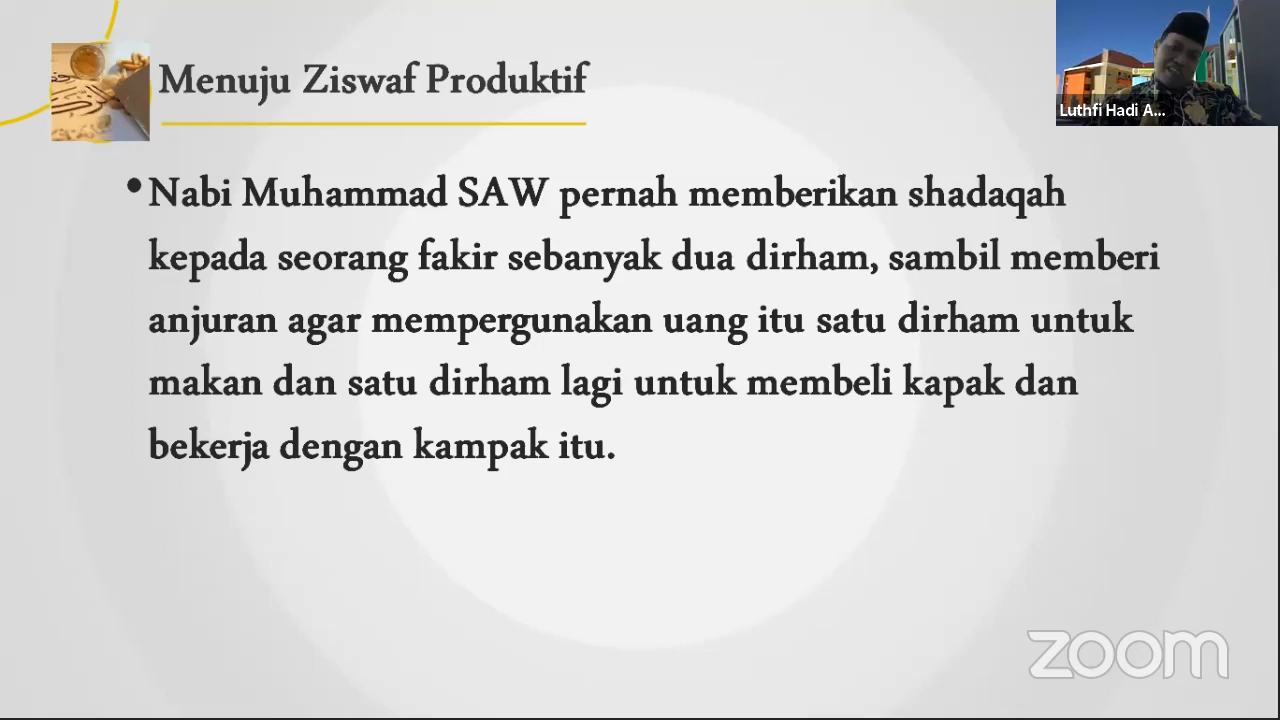 Menuju Ziswaf Produktif
Luthfi Hadi A...
• Nabi Muhammad SAW pernah memberikan shadaqah
kepada seorang fakir sebanyak dua dirham, sambil memberi
anjuran agar mempergunakan uang itu satu dirham untuk
makan dan satu dirham lagi untuk membeli kapak dan
bekerja dengan kampak itu.
zoom